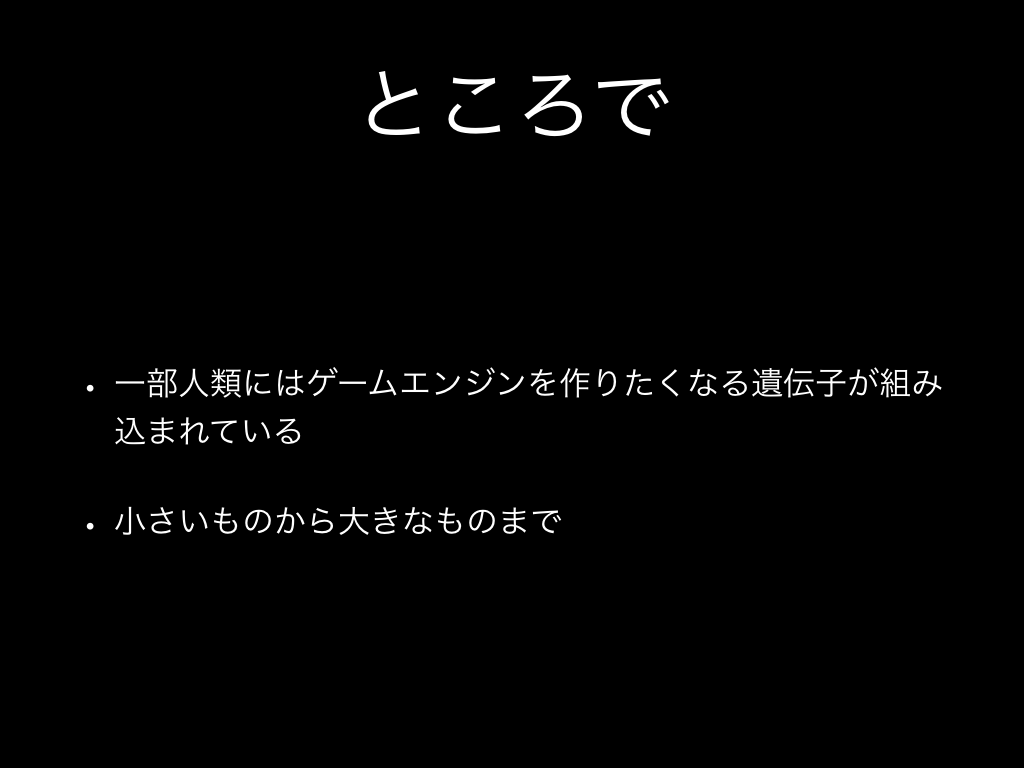 ところで
• 一部人類にはゲームエンジンを作りたくなる遺伝子が組み
込まれている
• 小さいものから大きなものまで